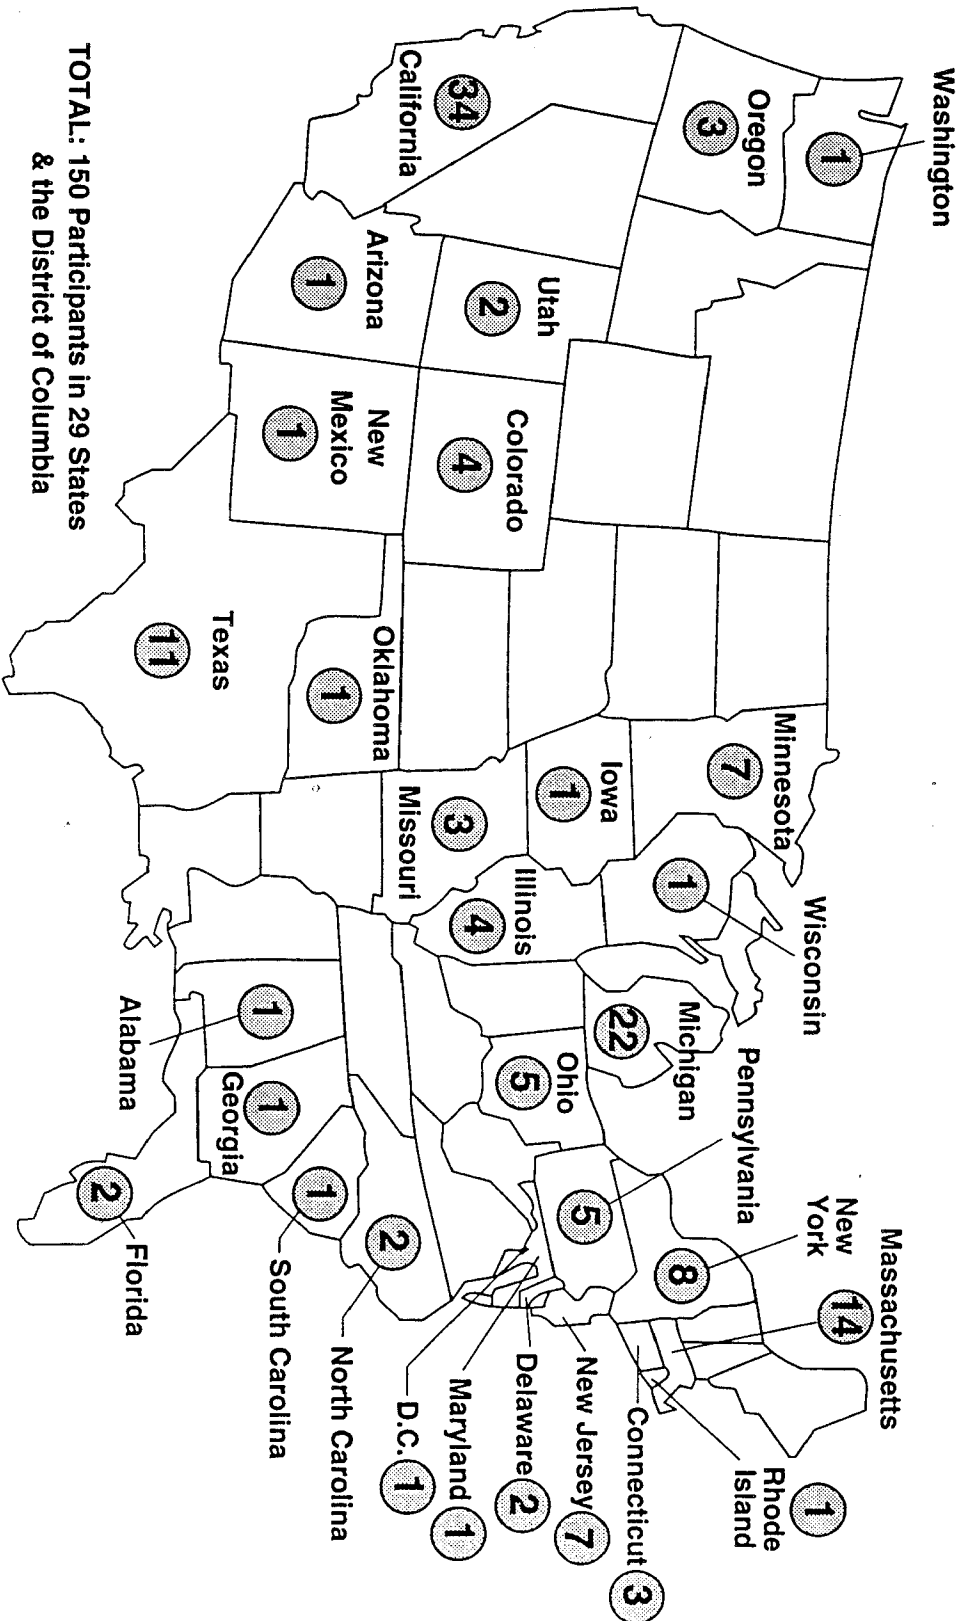 Washington
1
Oregon
3
California
34
Utah
2
Arizona
1
Colorado
4
New
Mexico
1
Texas
11
Oklahoma
1
Minnesota
7
Iowa
1
Missouri
3
Wisconsin
1
Illinois
4
Michigan
22
Ohio
5
Pennsylvania
5
New
York
8
Massachusetts
14
Rhode
Island
1
Connecticut
3
New Jersey
7
Delaware
2
Maryland
1
D.C.
1
North Carolina
2
South Carolina
1
Georgia
1
Alabama
1
Florida
2
TOTAL: 150 Participants in 29 States
& the District of Columbia